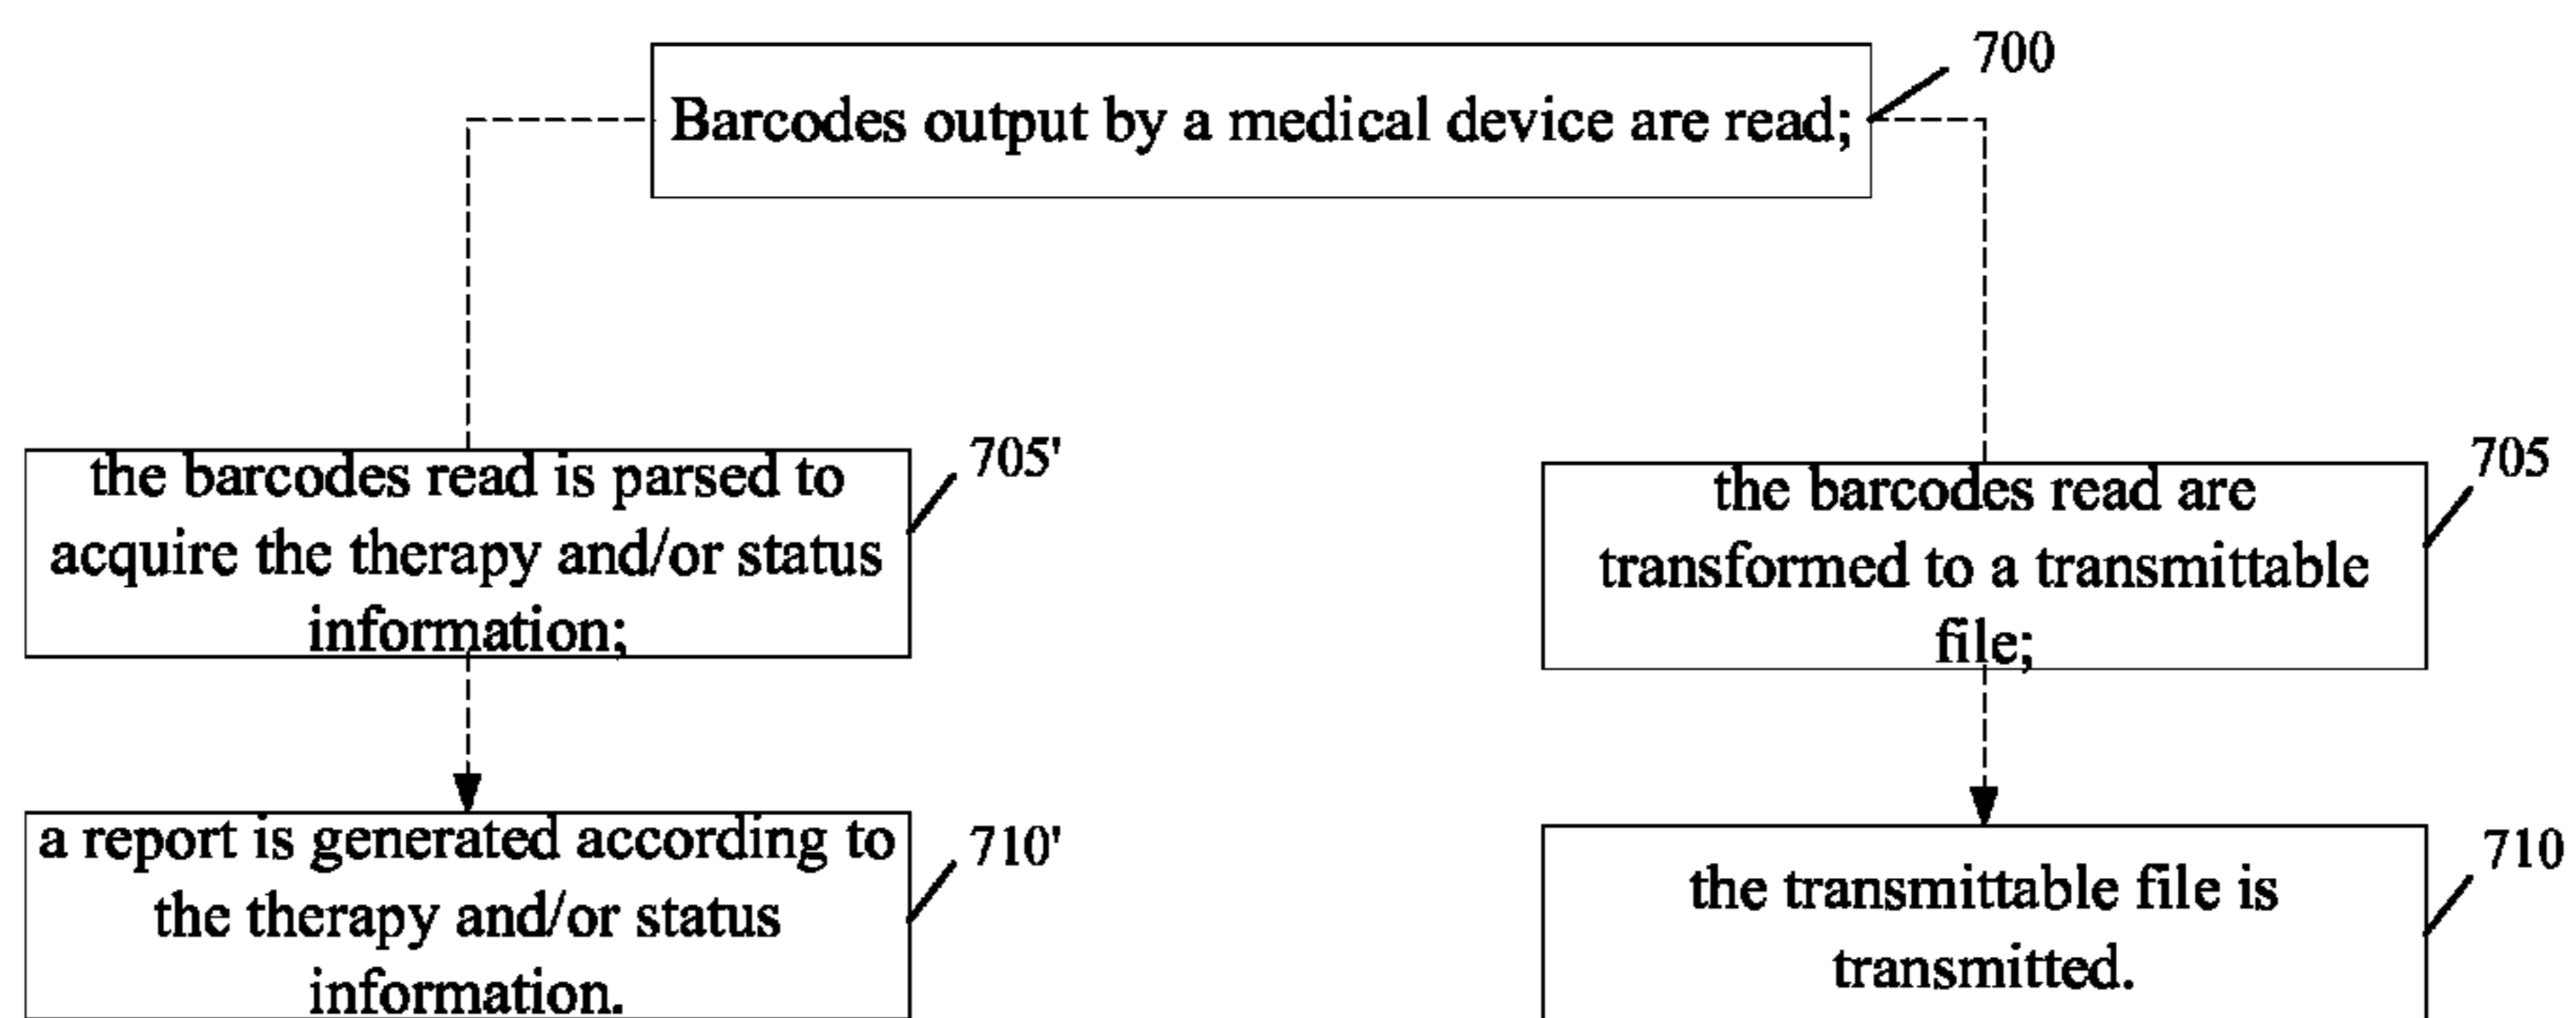 700
Barcodes output by a medical device are read;
705'
the barcodes read is parsed to
acquire the therapy and/or status
information;
705
the barcodes read are
transformed to a transmittable
file;
710'
a report is generated according to
the therapy and/or status
information.
710
the transmittable file is
transmitted.